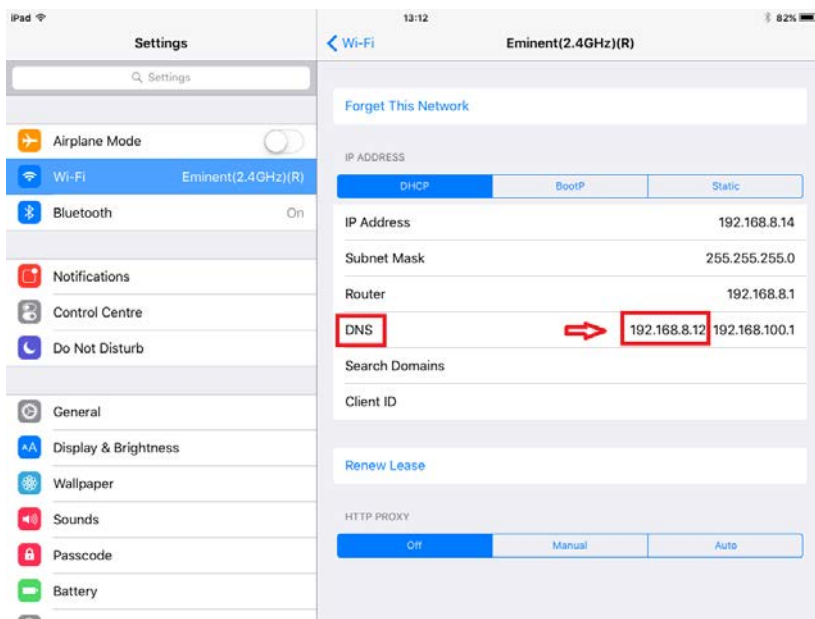 iPad 13:12 82%
Settings
Settings
Airplane Mode
Wi-Fi Eminent(2.4GHz)(R)
Bluetooth On
Notifications
Control Centre
Do Not Disturb
General
AA Display & Brightness
Wallpaper
Sounds
Passcode
Battery
Wi-Fi Eminent(2.4GHz)(R)
Forget This Network
IP ADDRESS
DHCP BootP Static
IP Address 192.168.8.14
Subnet Mask 255.255.255.0
Router 192.168.8.1
DNS 192.168.8.12 192.168.100.1
Search Domains
Client ID
Renew Lease
HTTP PROXY
Off Manual Auto